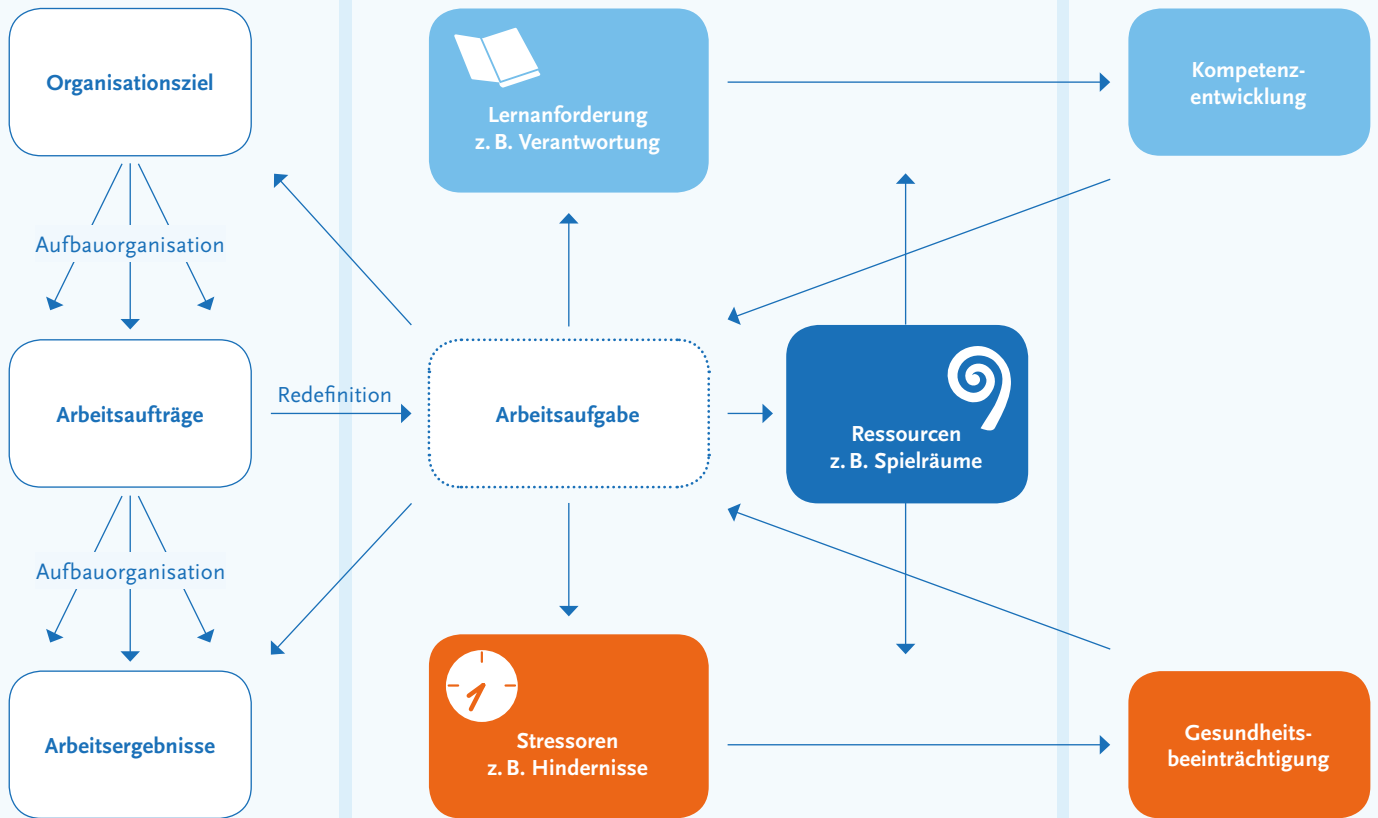 Organisationsziel
Lernanforderung
z. B. Verantwortung
Kompetenz-
entwicklung
Aufbauorganisation
Arbeitsaufträge
Redefinition
Arbeitsaufgabe
Ressourcen
z. B. Spielräume
Aufbauorganisation
Arbeitsergebnisse
Stressoren
z. B. Hindernisse
Gesundheits-
beeinträchtigung